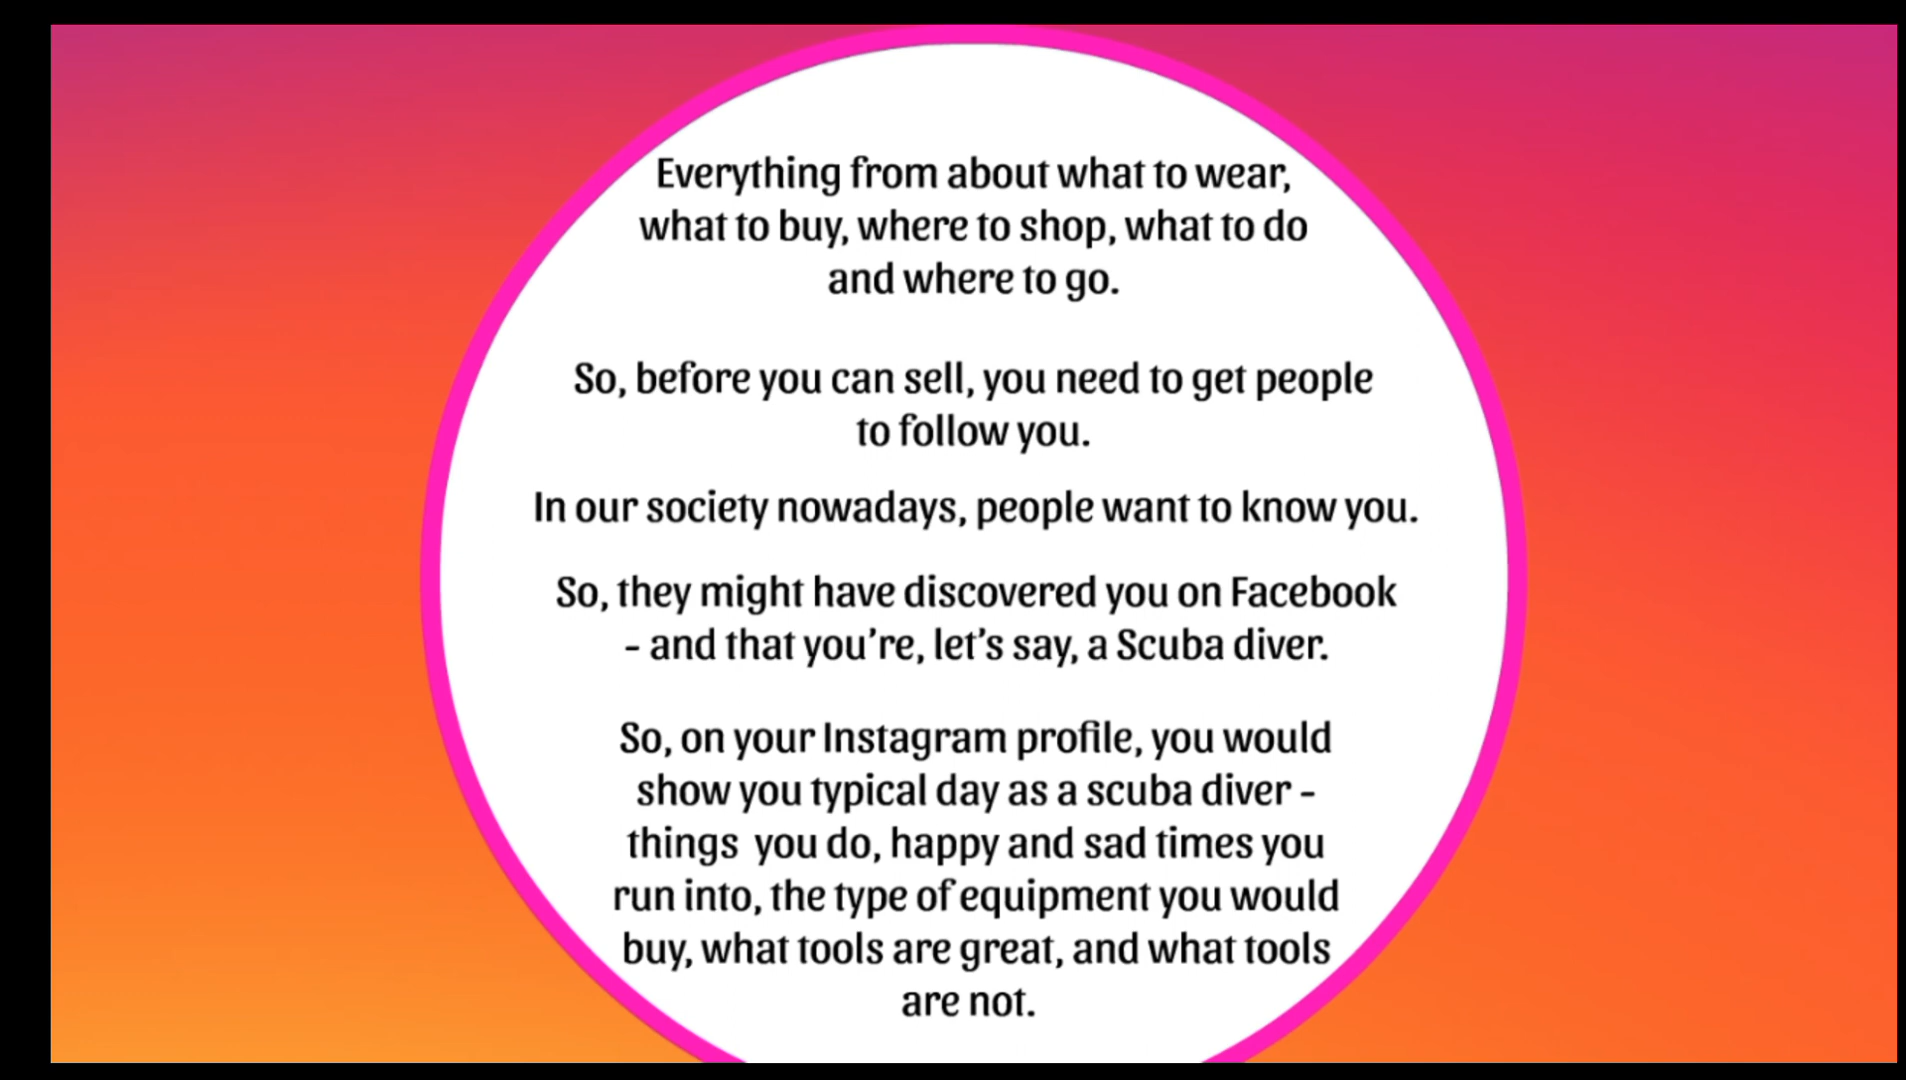 Everything from about what to wear,
what to buy, where to shop, what to do
and where to go.
So, before you can sell, you need to get people
to follow you.
In our society nowadays, people want to know you.
So, they might have discovered you on Facebook
- and that you’re, let’s say, a Scuba diver.
So, on your Instagram profile, you would
show you typical day as a scuba diver -
things you do, happy and sad times you
run into, the type of equipment you would
buy, what tools are great, and what tools
are not.